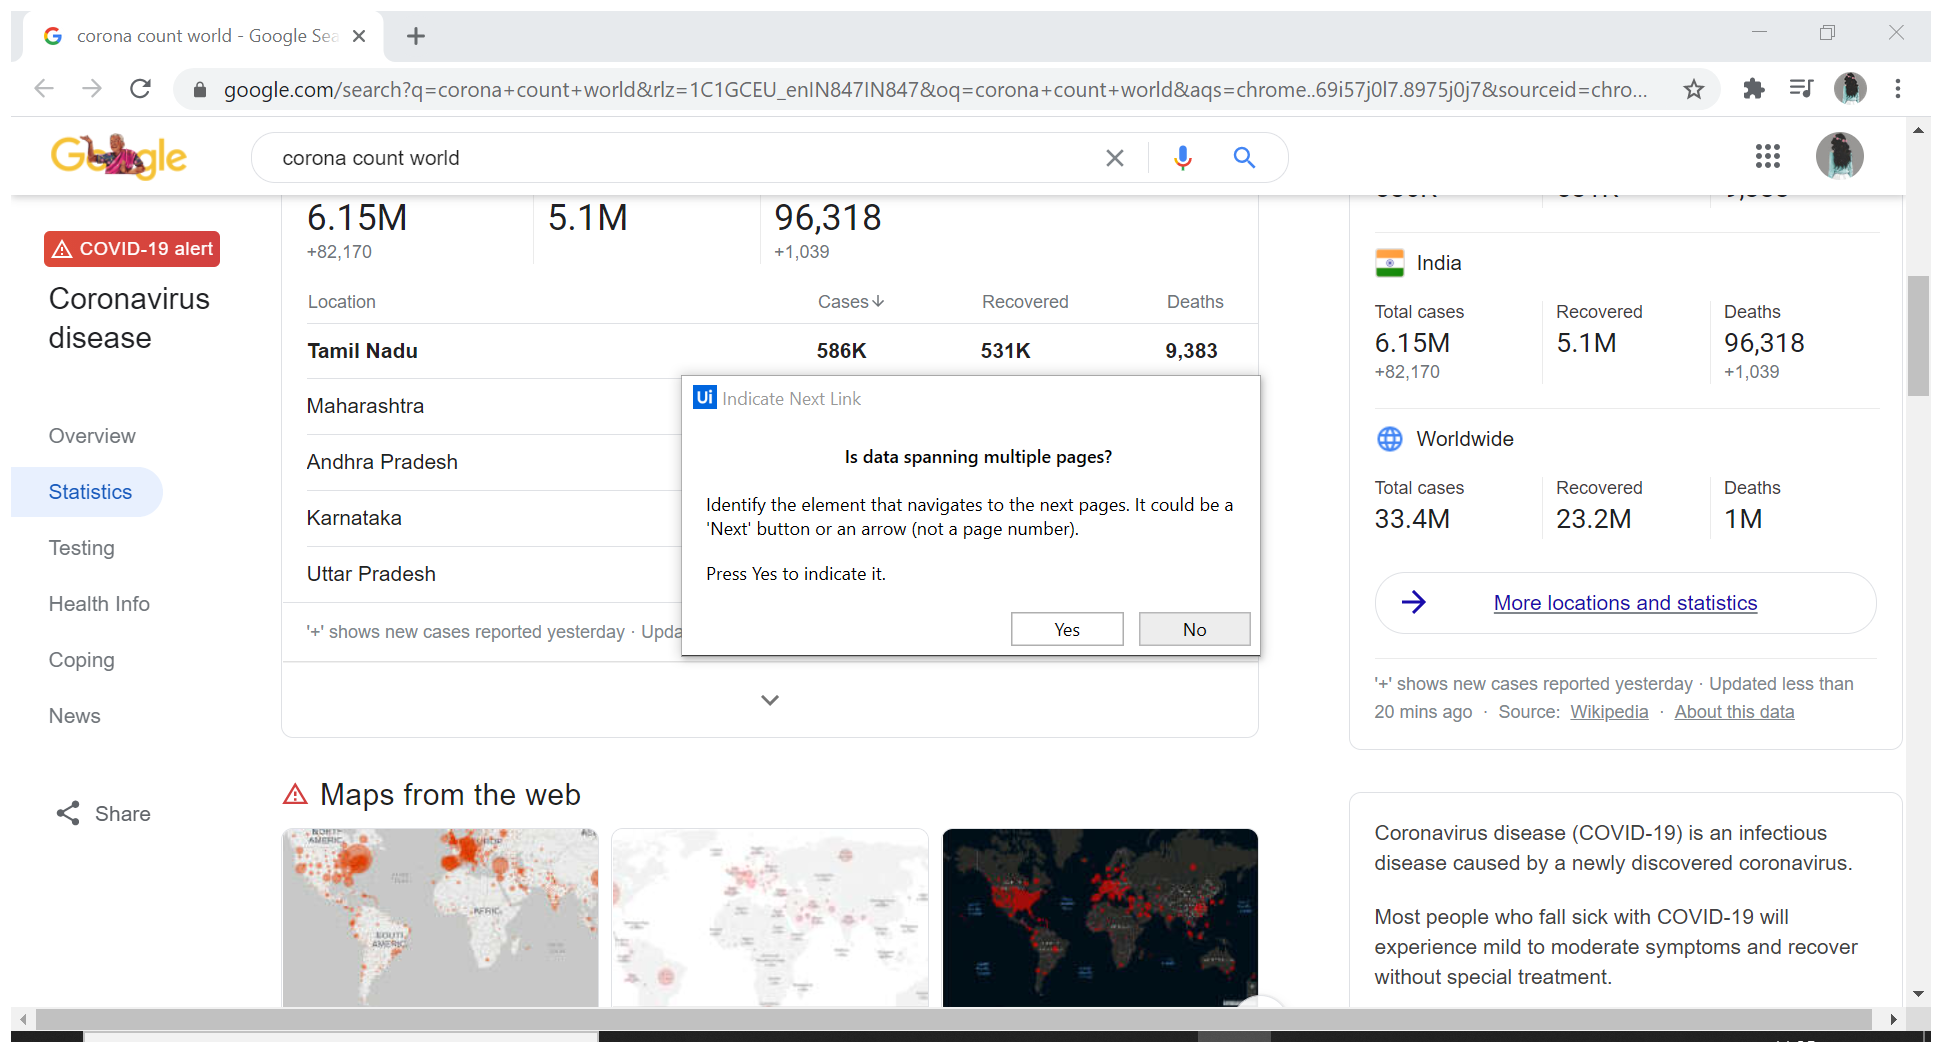 corona count world - Google Sea
google.com/search?q=corona+count+world&rlz=1C1GCEU_enIN847IN847&oq=corona+count+world&aqs=chrome..69i57j0l7.8975j0j7&sourceid=chro...
Google
corona count world
COVID-19 alert
Coronavirus
disease
Overview
Statistics
Testing
Health Info
Coping
News
Share
6.15M 5.1M 96,318
+82,170 +1,039
Location Cases Recovered Deaths
Tamil Nadu 586K 531K 9,383
Maharashtra
Andhra Pradesh
Karnataka
Uttar Pradesh
'+' shows new cases reported yesterday · Upda
Ui Indicate Next Link
Is data spanning multiple pages?
Identify the element that navigates to the next pages. It could be a
'Next' button or an arrow (not a page number).
Press Yes to indicate it.
Yes No
Maps from the web
India
Total cases Recovered Deaths
6.15M 5.1M 96,318
+82,170 +1,039
Worldwide
Total cases Recovered Deaths
33.4M 23.2M 1M
More locations and statistics
'+' shows new cases reported yesterday · Updated less than
20 mins ago · Source: Wikipedia · About this data
Coronavirus disease (COVID-19) is an infectious
disease caused by a newly discovered coronavirus.
Most people who fall sick with COVID-19 will
experience mild to moderate symptoms and recover
without special treatment.